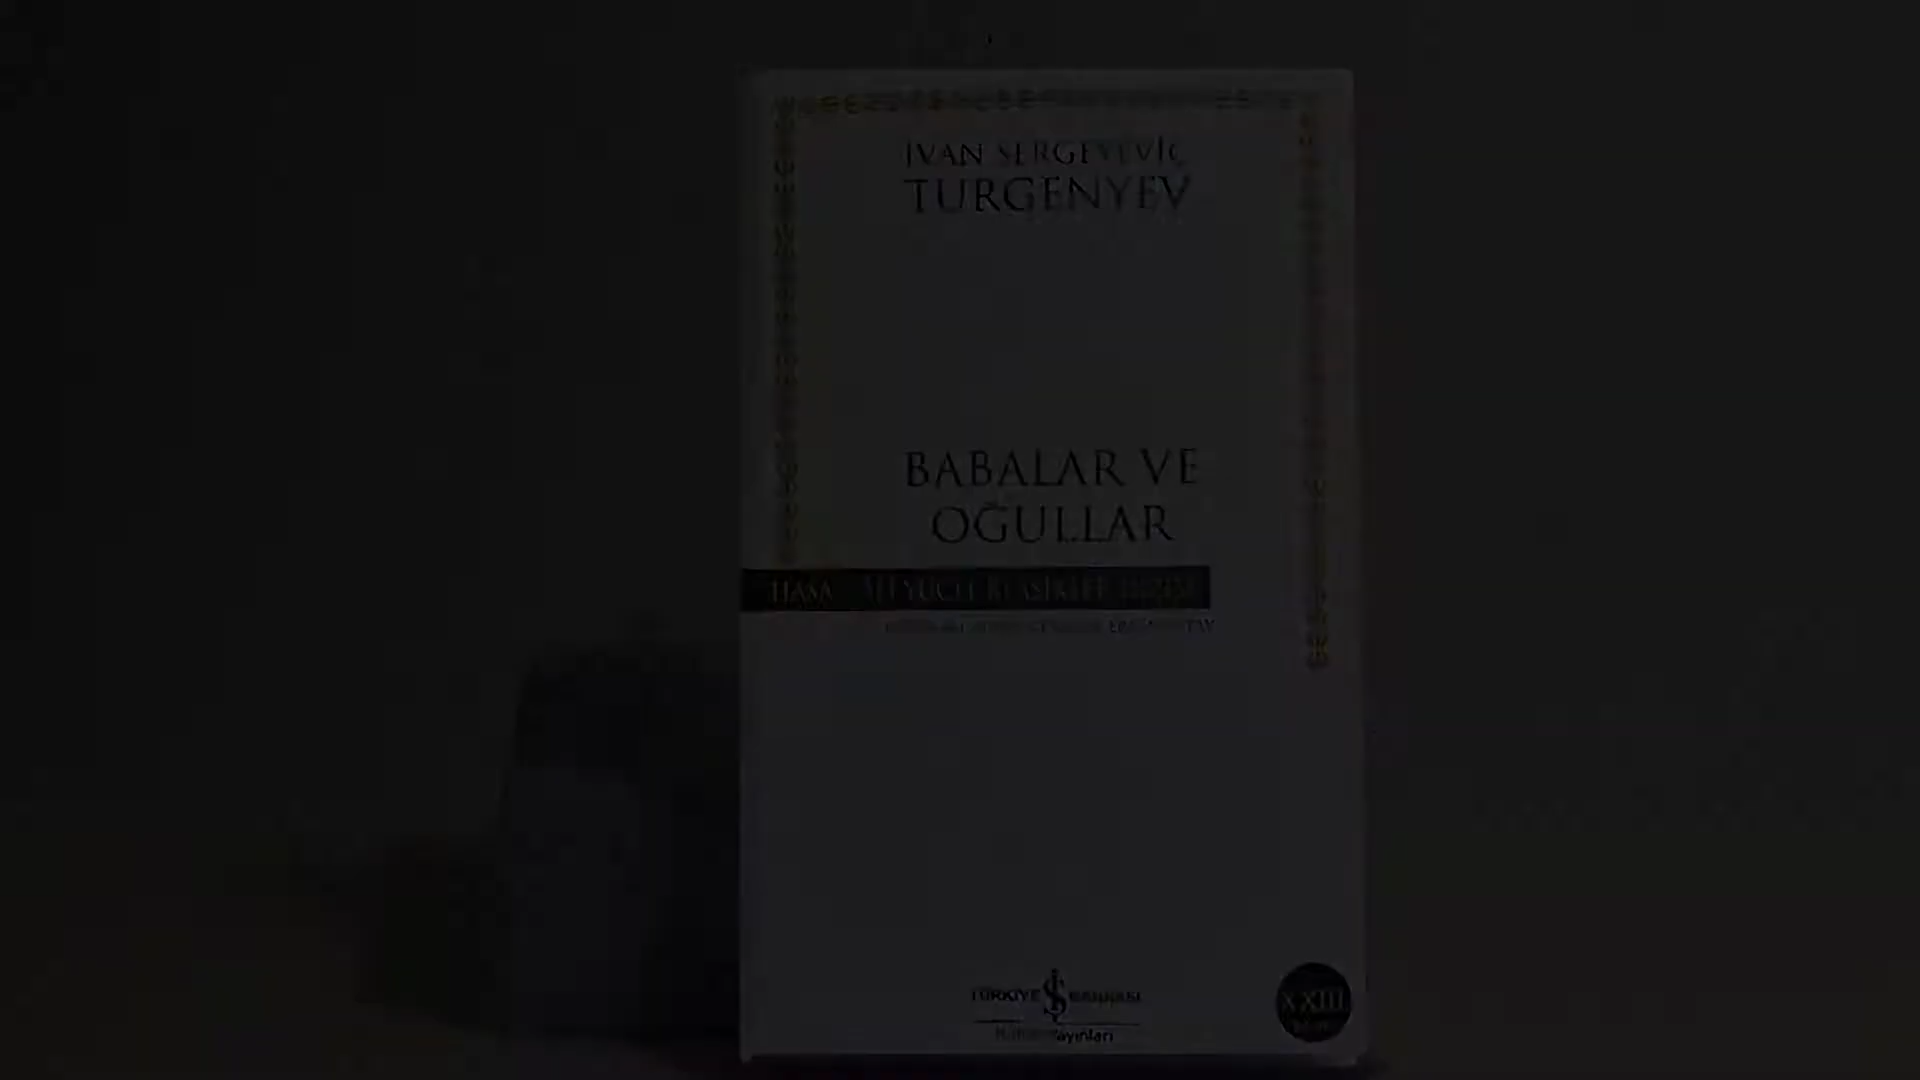 IVAN SERGEYEVİÇ
TURGENYEV
BABALAR VE
OĞULLAR
HASAN ÂLİ YÜCEL KLASİKLER DİZİSİ
TÜRKİYE İŞ BANKASI
Kültür Yayınları
XXIII